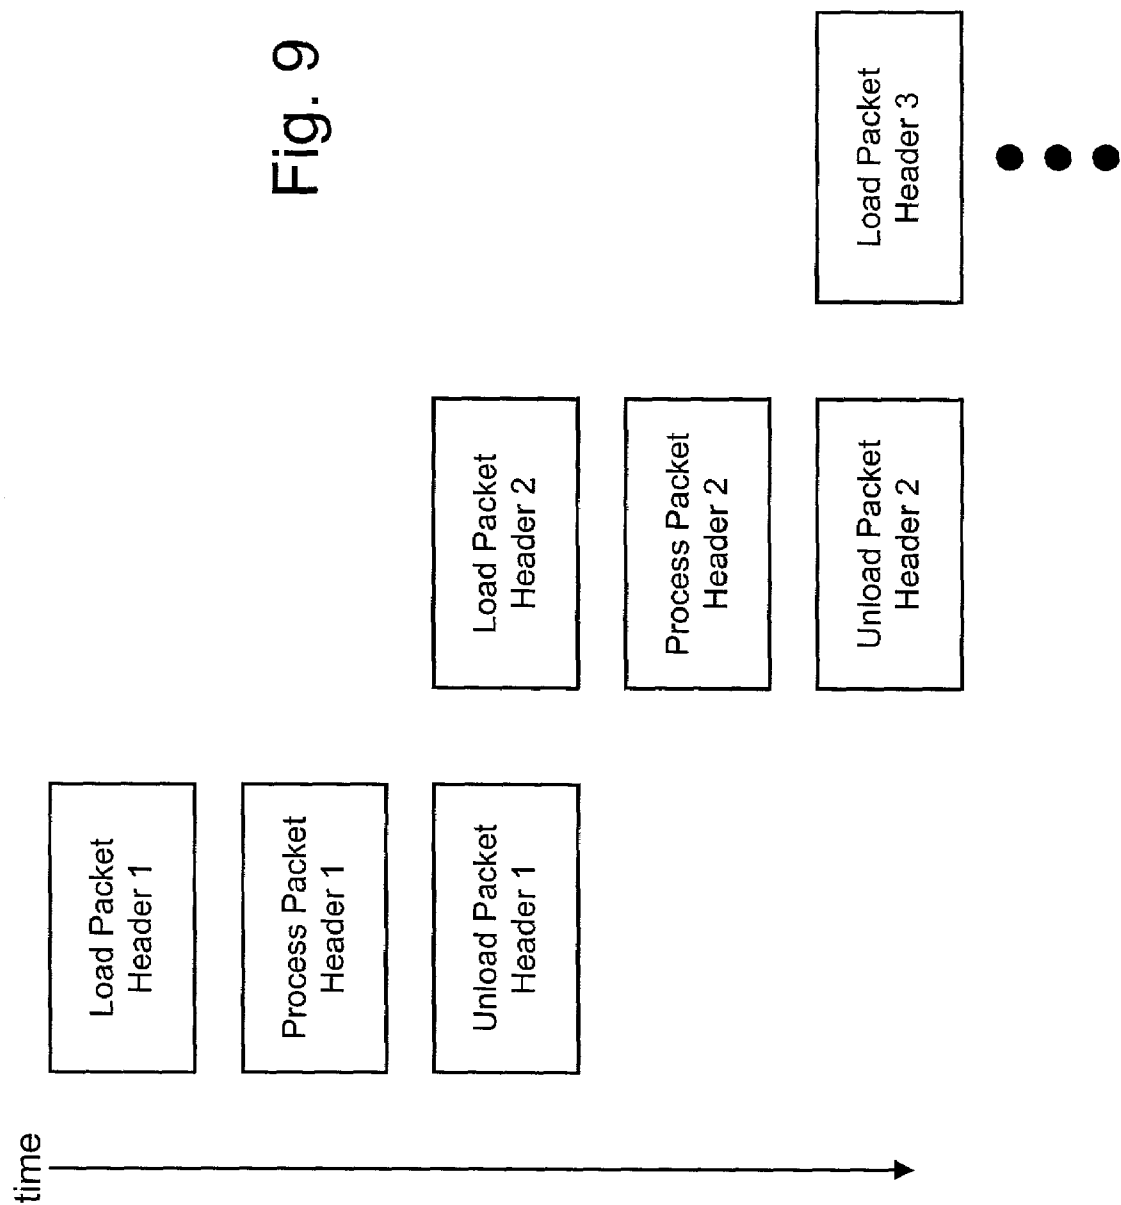 time
Load Packet
Header 1
Process Packet
Header 1
Unload Packet
Header 1
Load Packet
Header 2
Process Packet
Header 2
Unload Packet
Header 2
Load Packet
Header 3
Fig. 9